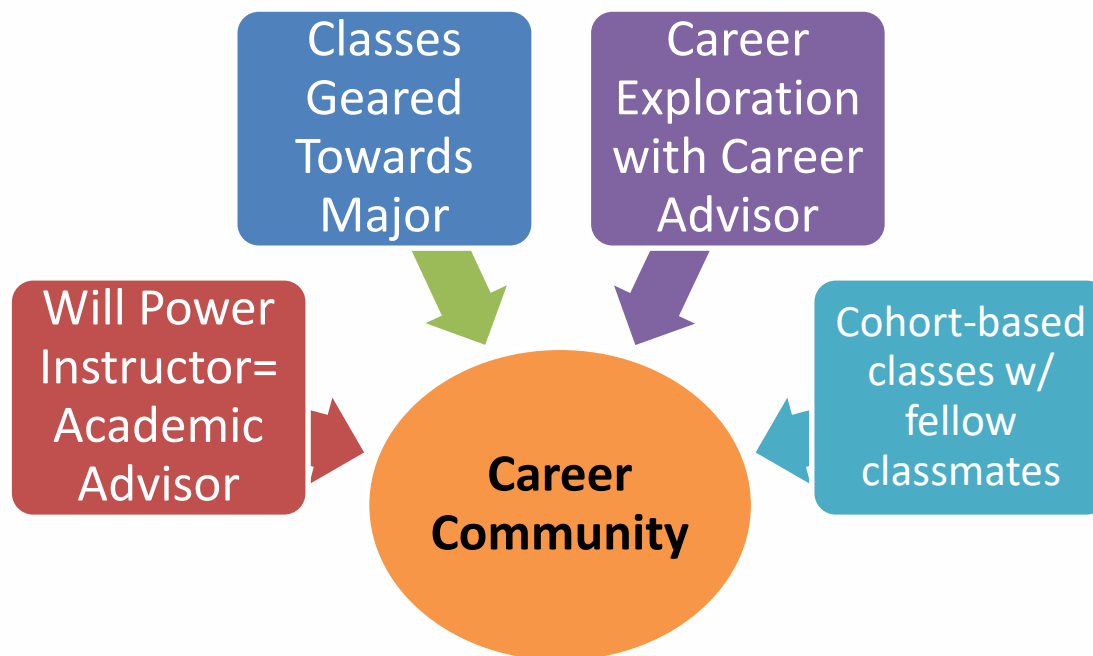 Classes
Geared
Towards
Major
Career
Exploration
with Career
Advisor
Will Power
Instructor=
Academic
Advisor
Cohort-based
classes w/
fellow
classmates
Career
Community